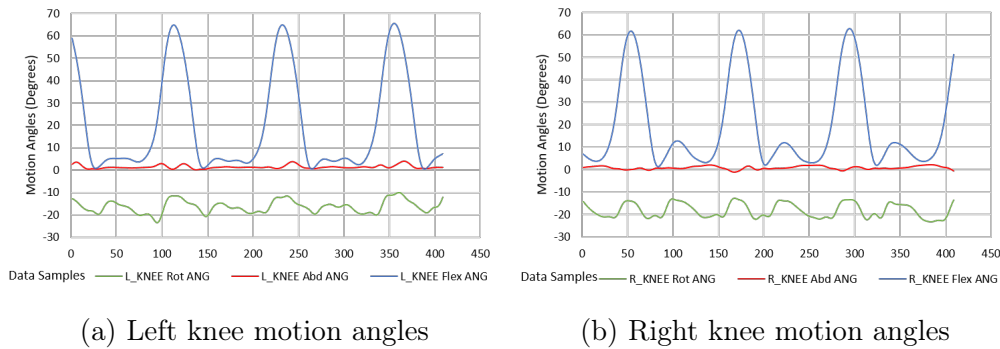 Motion Angles (Degrees)
70
60
50
40
30
20
10
0
-10
-20
-30
0 50 100 150 200 250 300 350 400 450
Data Samples L_KNEE Rot ANG L_KNEE Abd ANG L_KNEE Flex ANG
(a) Left knee motion angles
Motion Angles (Degrees)
70
60
50
40
30
20
10
0
-10
-20
-30
0 50 100 150 200 250 300 350 400 450
Data Samples R_KNEE Rot ANG R_KNEE Abd ANG R_KNEE Flex ANG
(b) Right knee motion angles